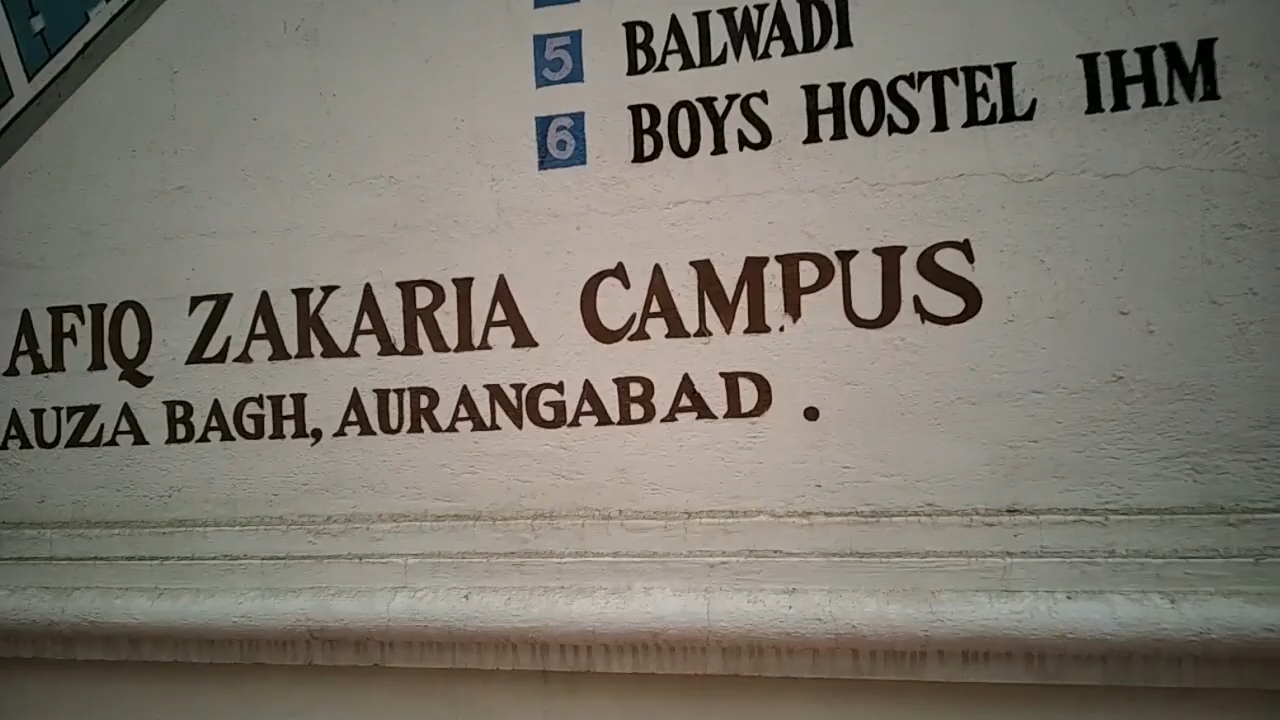 5 BALWADI
6 BOYS HOSTEL IHM
AFIQ ZAKARIA CAMPUS
AUZA BAGH, AURANGABAD.